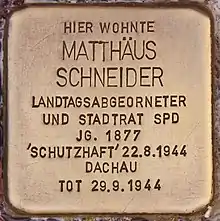 HIER WOHNTE
MATTHÄUS
SCHNEIDER
LANDTAGSABGEORNETER
UND STADTRAT SPD
JG. 1877
'SCHUTZHAFT' 22.8.1944
DACHAU
TOT 29.9.1944